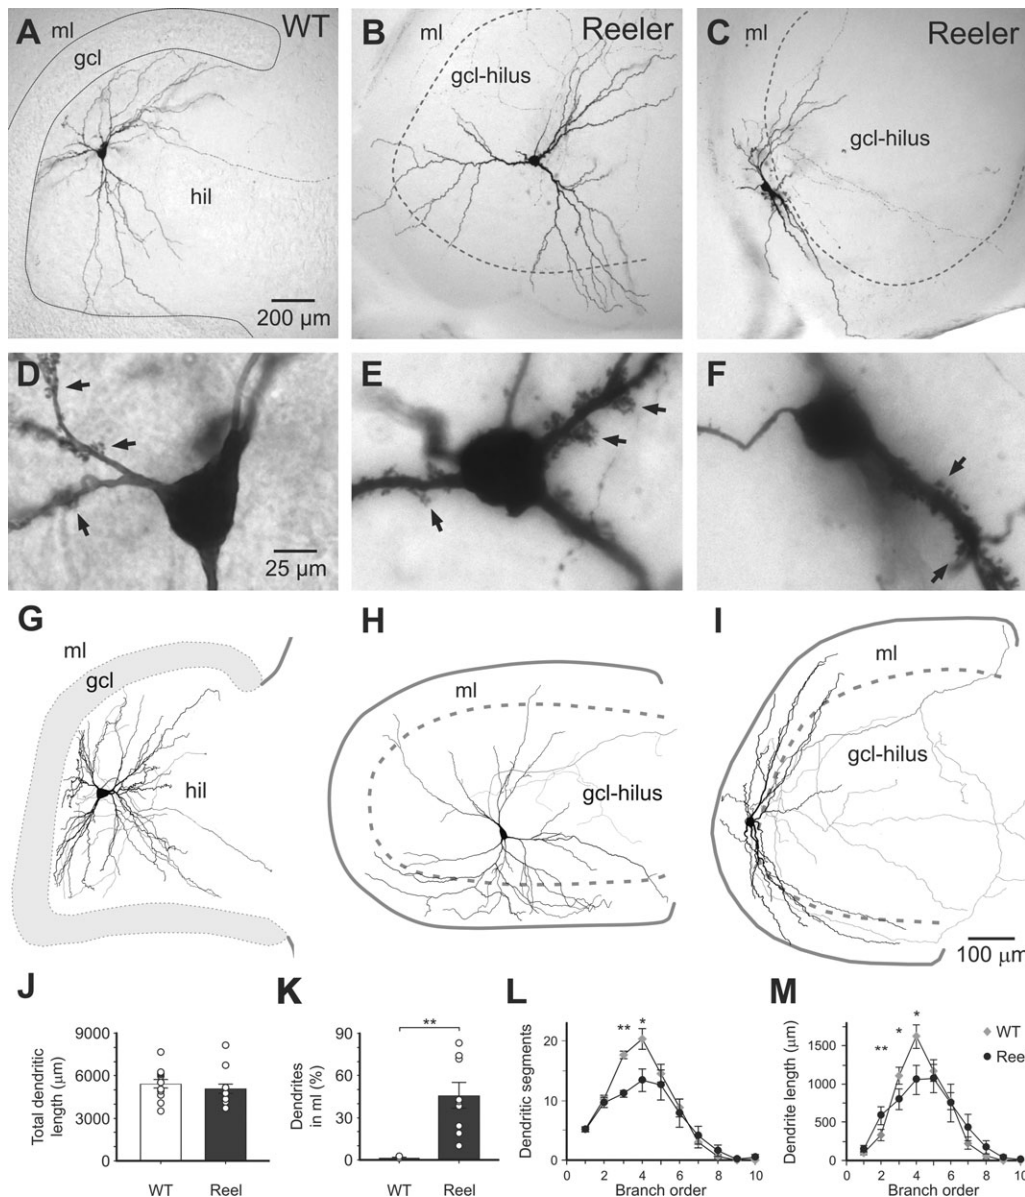 A
ml
WT
gcl
hil
200 µm
B
ml
Reeler
gcl-hilus
C
ml
Reeler
gcl-hilus
D
25 µm
E
F
G
ml
gcl
hil
H
ml
gcl-hilus
I
ml
gcl-hilus
100 µm
J
Total dendritic
length (µm)
9000
6000
3000
0
WT
Reel
K
Dendrites
in ml (%)
90
60
30
0
**
WT
Reel
L
Dendritic segments
20
10
0
**
*
0
2
4
6
8
10
Branch order
M
Dendrite length (µm)
1500
1000
500
0
**
*
*
WT
Reel
0
2
4
6
8
10
Branch order